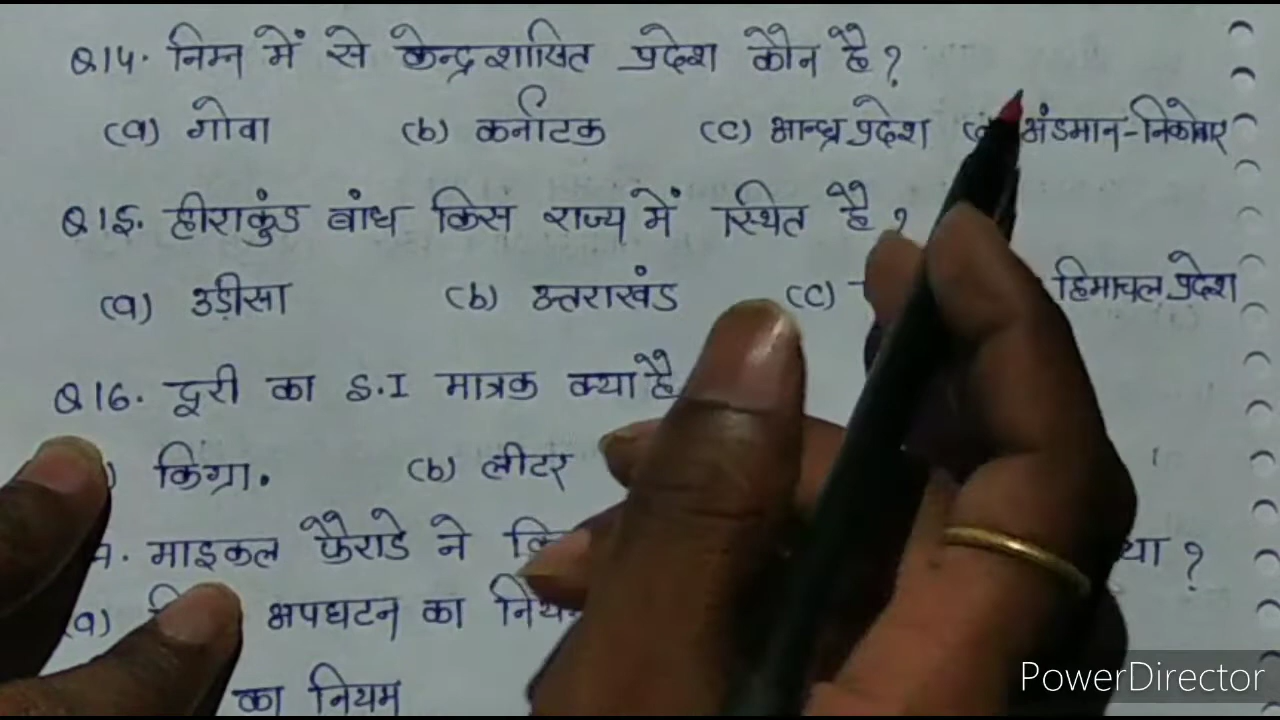 Q14. निम्न में से केन्द्रशासित प्रदेश कौन है?
(a) गोवा (b) कर्नाटक (c) आन्ध्र प्रदेश अंडमान-निकोबार
Q15. हीराकुंड बांध किस राज्य में स्थित है?
(a) उड़ीसा (b) उत्तराखंड (c) हिमाचल प्रदेश
Q16. दूरी का S.I मात्रक क्या है
किग्रा. (b) लीटर
माइकल फैराडे ने था?
(a) अपघटन का
का नियम
PowerDirector